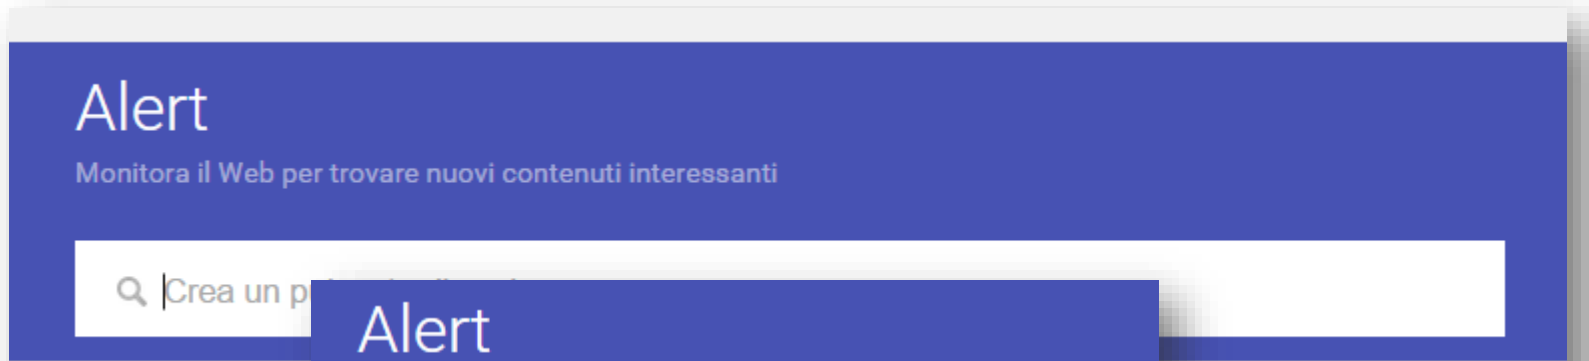 Alert
Monitora il Web per trovare nuovi contenuti interessanti
Crea un
Alert